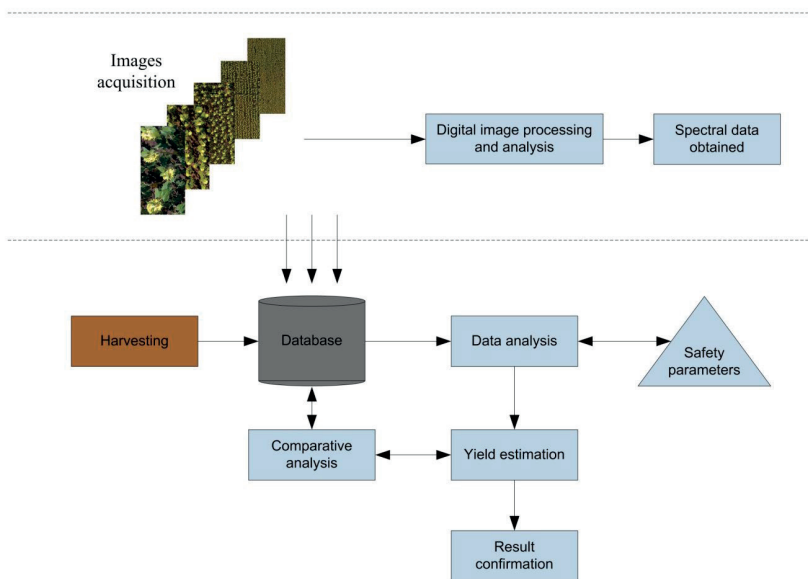 Images
acquisition
Digital image processing
and analysis
Spectral data
obtained
Harvesting
Database
Data analysis
Safety
parameters
Comparative
analysis
Yield estimation
Result
confirmation